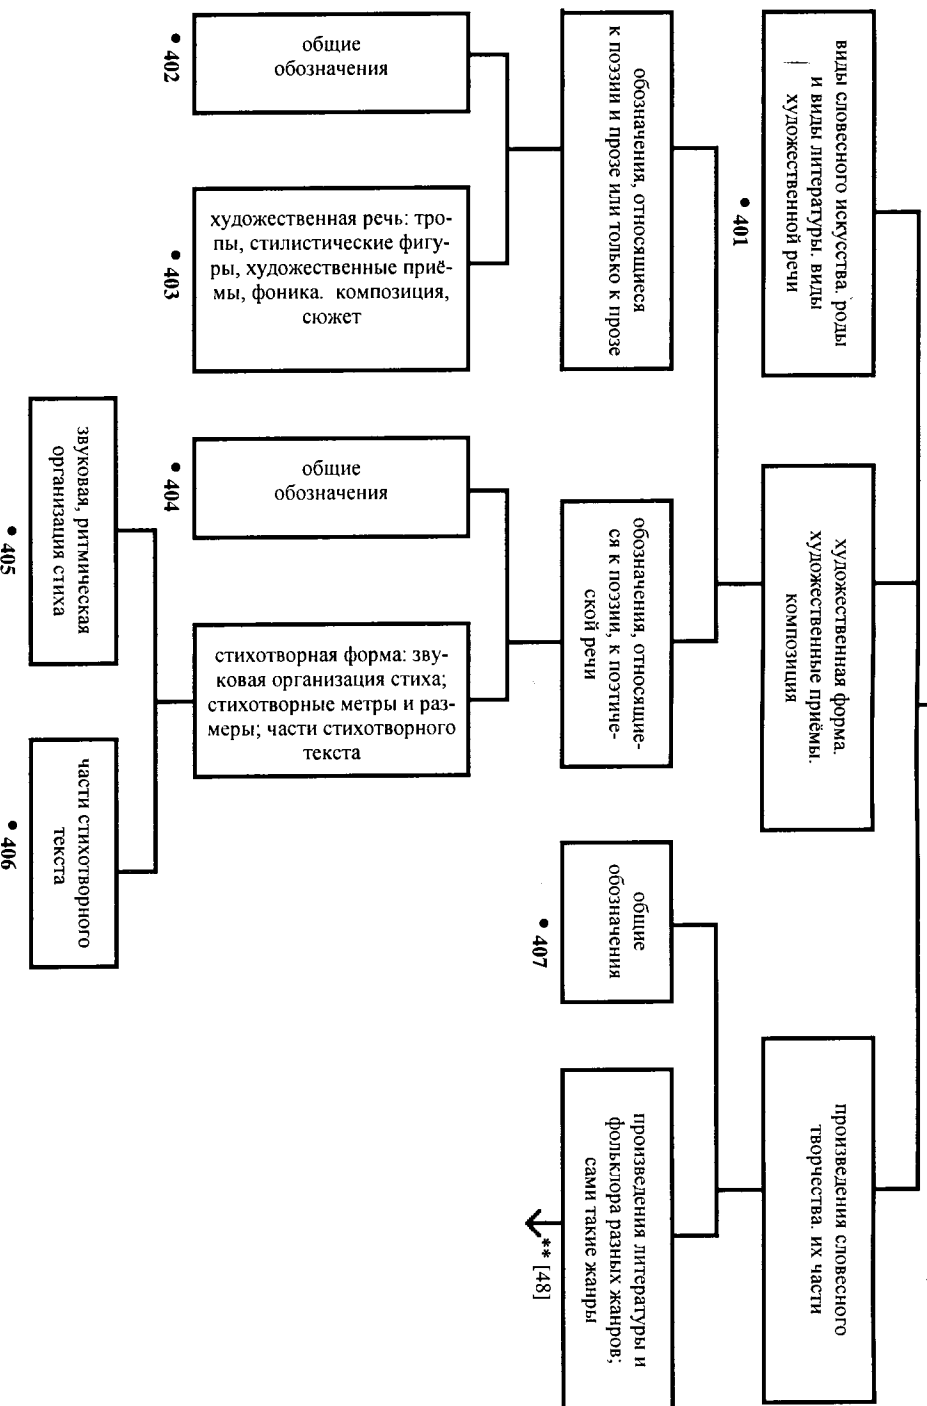 виды словесного искусства. роды
и виды литературы. виды
художественной речи
• 401
художественная форма.
художественные приёмы.
композиция
произведения словесного
творчества. их части
обозначения, относящиеся
к поэзии и прозе или только к прозе
обозначения, относящие-
ся к поэзии, к поэтиче-
ской речи
общие
обозначения
• 407
произведения литературы и
фольклора разных жанров;
сами такие жанры
** [48]
общие
обозначения
• 402
художественная речь: тро-
пы, стилистические фигу-
ры, художественные приё-
мы, фоника. композиция,
сюжет
• 403
общие
обозначения
• 404
стихотворная форма: зву-
ковая организация стиха;
стихотворные метры и раз-
меры; части стихотворного
текста
звуковая, ритмическая
организация стиха
• 405
части стихотворного
текста
• 406